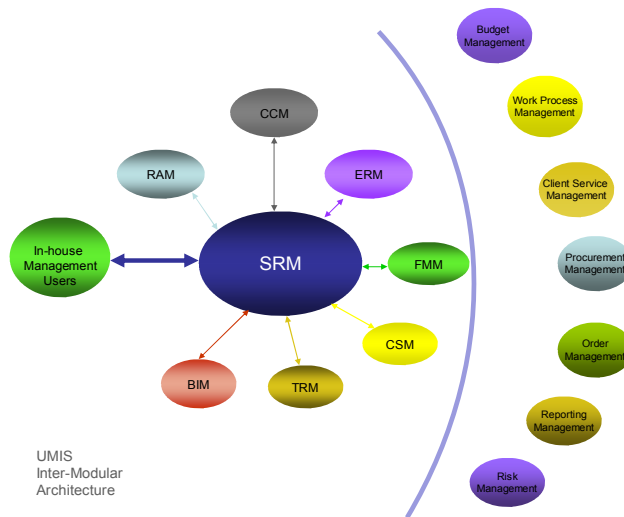 Budget
Management
Work Process
Management
CCM
RAM
ERM
Client Service
Management
In-house
Management
Users
SRM
FMM
Procurement
Management
CSM
Order
Management
BIM
TRM
Reporting
Management
UMIS
Inter-Modular
Architecture
Risk
Management